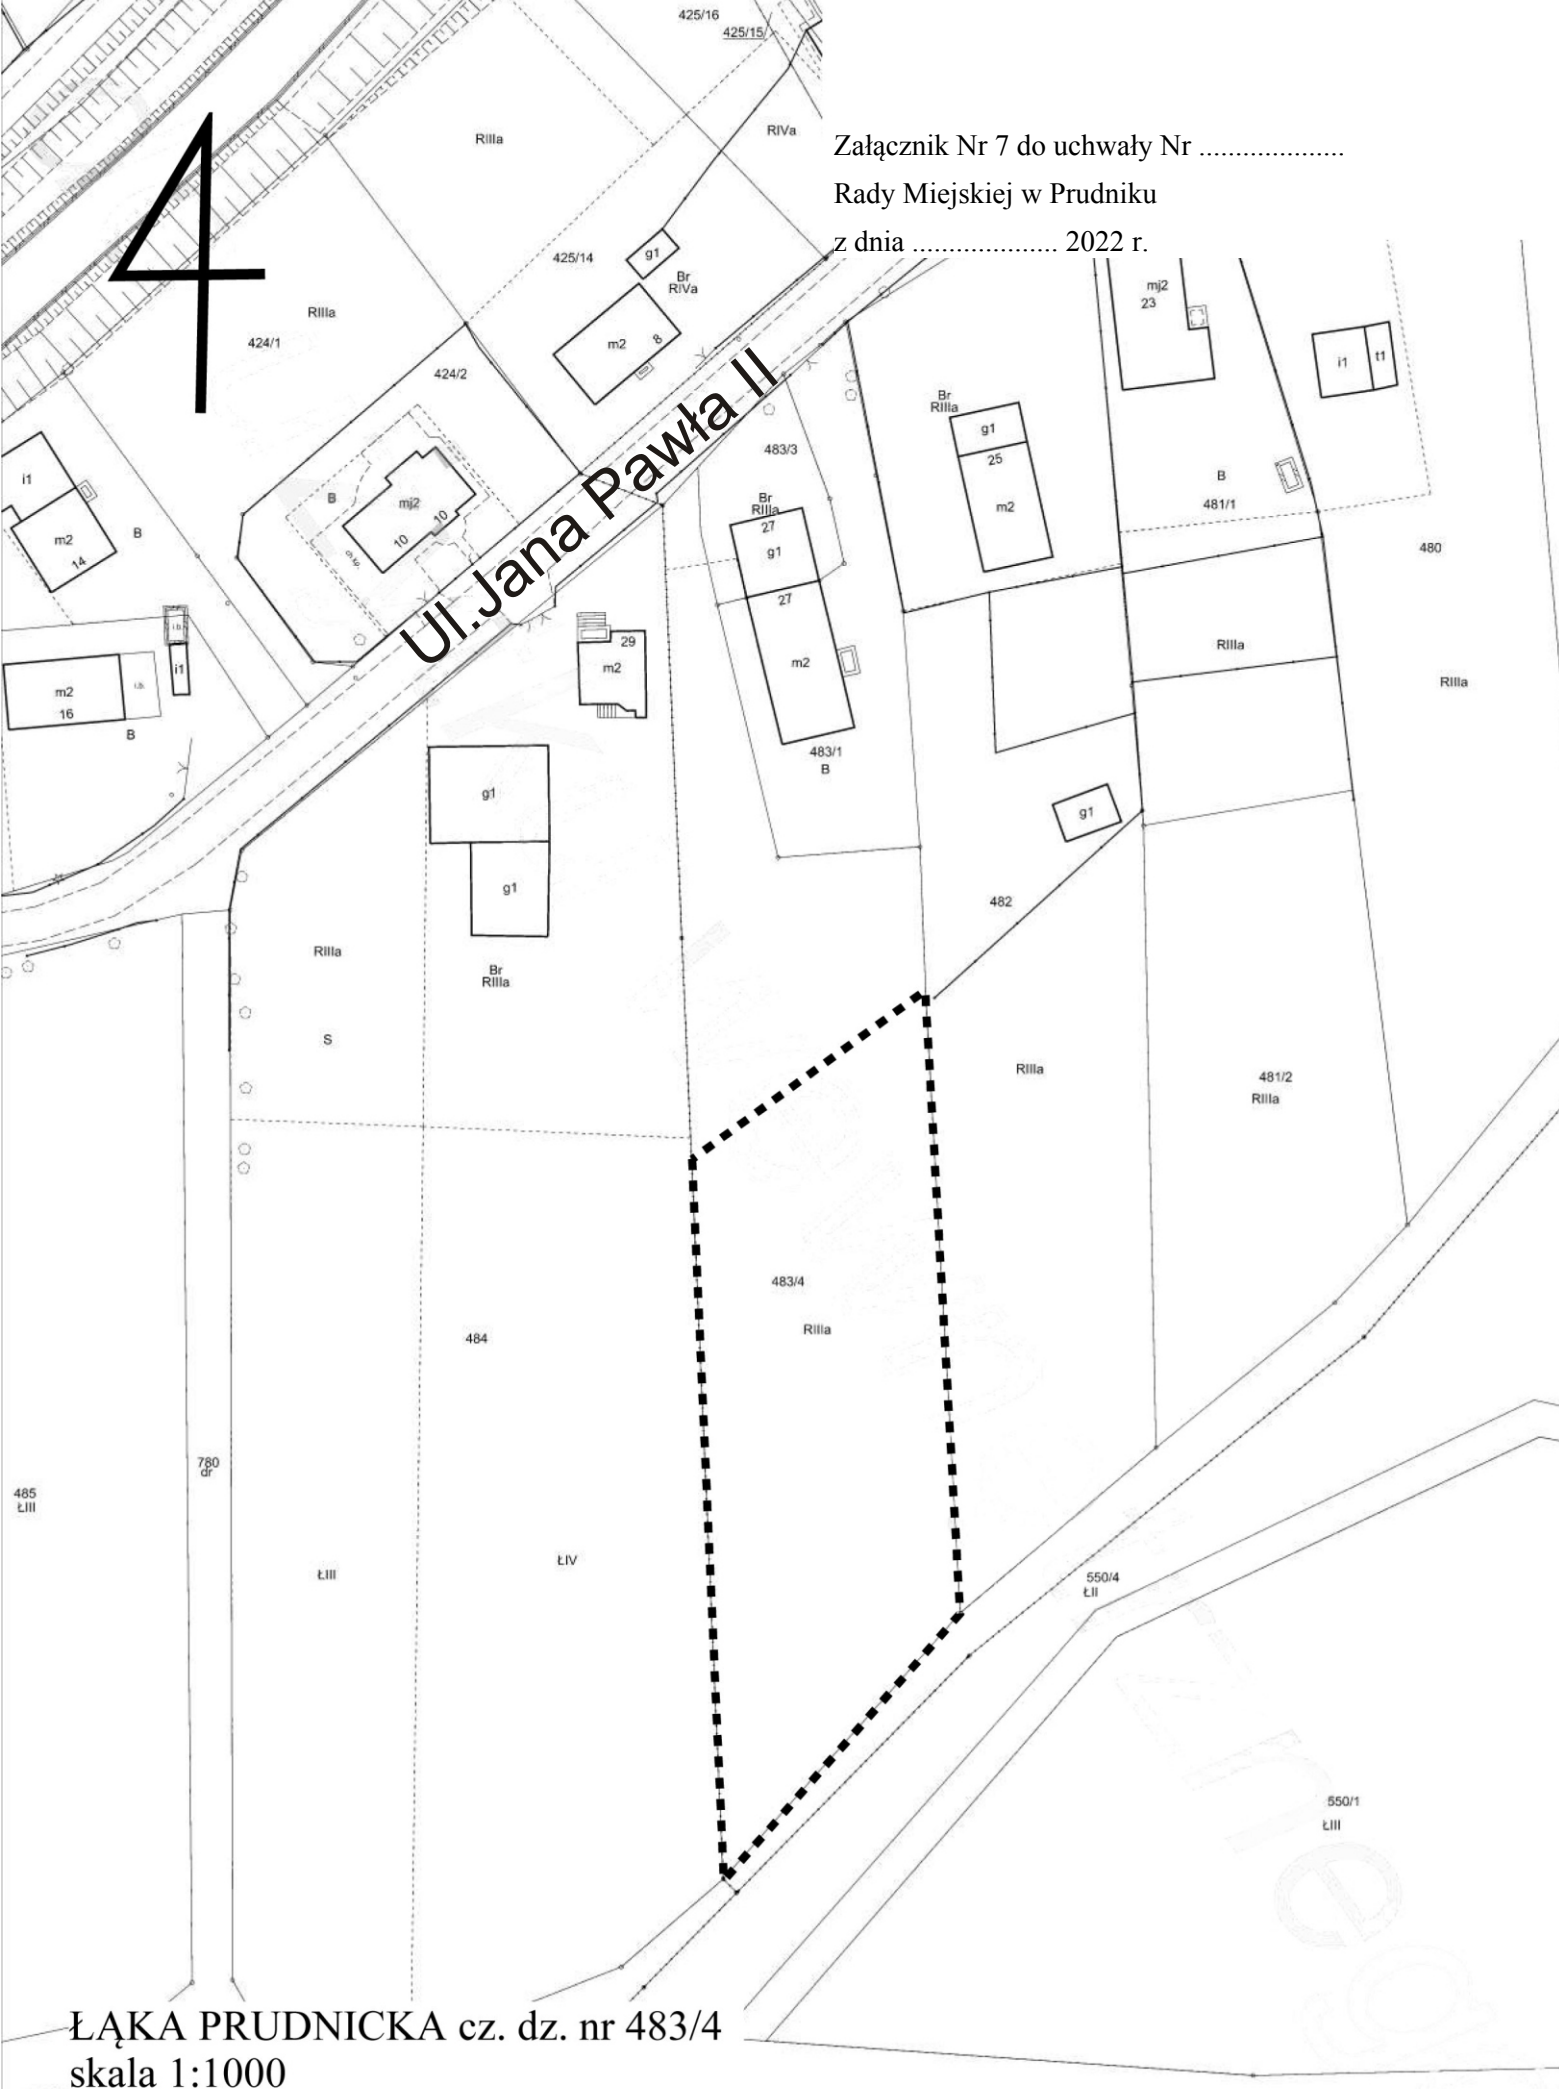 425/16
425/15
RIIIa
RIVa
4
Załącznik Nr 7 do uchwały Nr ....................
Rady Miejskiej w Prudniku
z dnia .................... 2022 r.
425/14
g1
Br
RIVa
RIIIa
424/1
m2
8
424/2
mj2
23
i1
t1
Br
RIIIa
g1
25
m2
Ul.Jana Pawła II
483/3
B
481/1
i1
m2
14
B
B
mj2
10
10
Br
RIIIa
27
g1
27
m2
480
i1
29
m2
RIIIa
RIIIa
m2
16
B
483/1
B
g1
g1
g1
482
RIIIa
Br
RIIIa
S
RIIIa
481/2
RIIIa
483/4
RIIIa
484
780
dr
485
ŁIII
ŁIII
ŁIV
550/4
ŁII
550/1
ŁIII
ŁĄKA PRUDNICKA cz. dz. nr 483/4
skala 1:1000